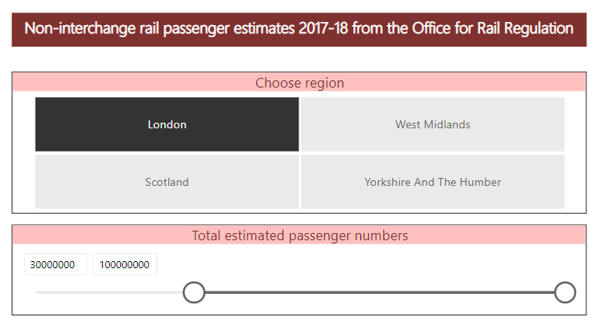 Non-interchange rail passenger estimates 2017-18 from the Office for Rail Regulation
Choose region
London
West Midlands
Scotland
Yorkshire And The Humber
Total estimated passenger numbers
30000000
100000000